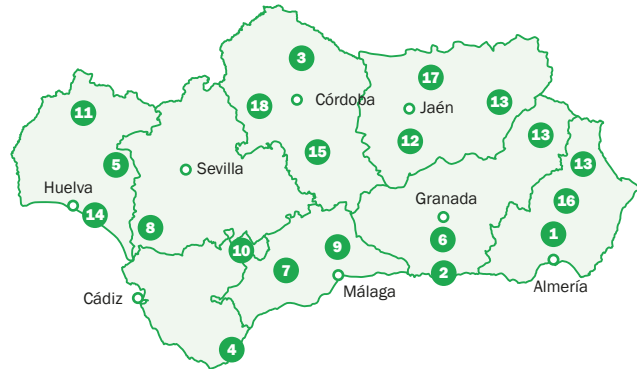 3
17
11
18
Córdoba
Jaén
13
12
13
15
5
Sevilla
13
Huelva
Granada
16
14
8
6
1
10
9
7
2
Málaga
Almería
Cádiz
4